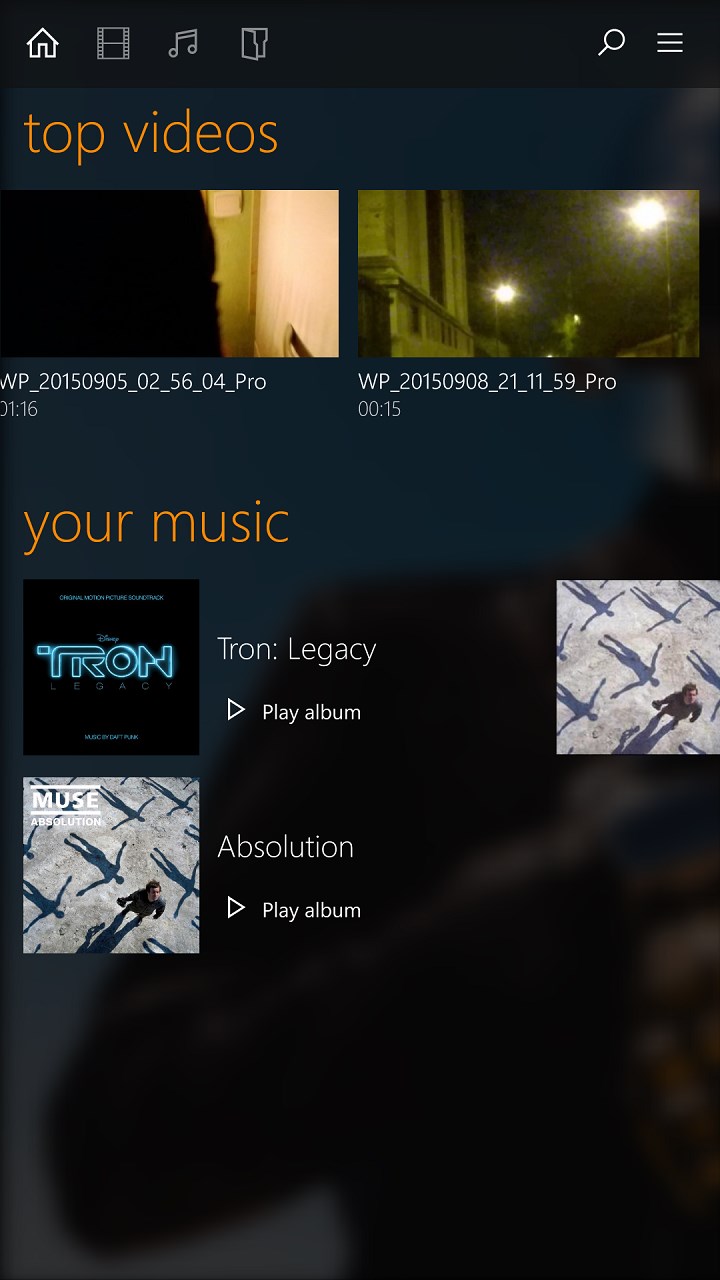 top videos
WP_20150905_02_56_04_Pro
01:16
WP_20150908_21_11_59_Pro
00:15
your music
ORIGINAL MOTION PICTURE SOUNDTRACK
Disney
TRON
LEGACY
MUSIC BY DAFT PUNK
Tron: Legacy
Play album
MUSE
ABSOLUTION
Absolution
Play album